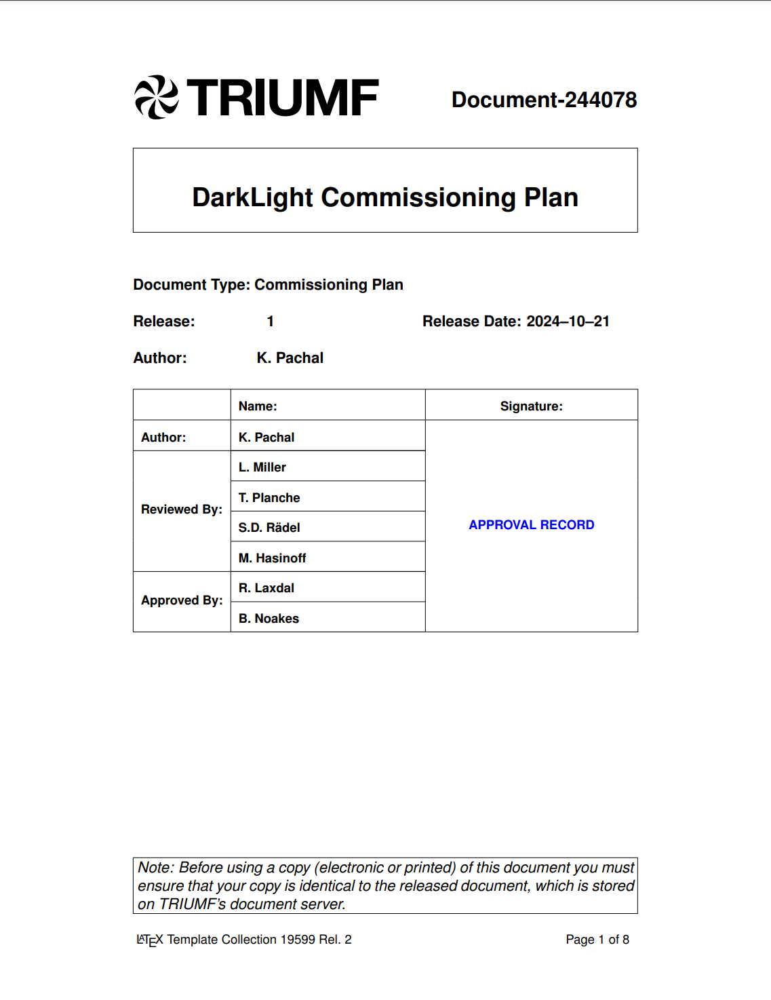 TRIUMF
Document-244078
DarkLight Commissioning Plan
Document Type: Commissioning Plan
Release: 1 Release Date: 2024–10–21
Author: K. Pachal
Name: Signature:
Author: K. Pachal
Reviewed By: L. Miller
T. Planche
S.D. Rädel
M. Hasinoff
APPROVAL RECORD
Approved By: R. Laxdal
B. Noakes
Note: Before using a copy (electronic or printed) of this document you must
ensure that your copy is identical to the released document, which is stored
on TRIUMF's document server.
LATEX Template Collection 19599 Rel. 2 Page 1 of 8